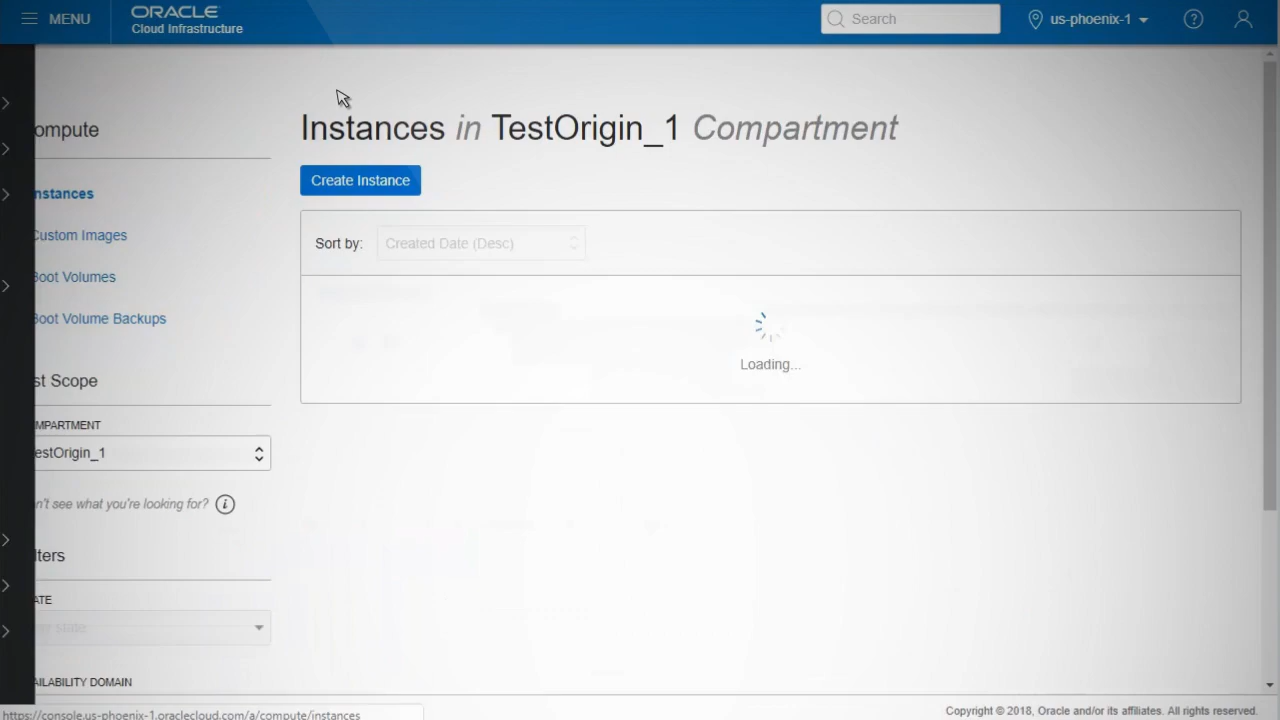 MENU
ORACLE
Cloud Infrastructure
Search
us-phoenix-1
ompute
nstances
Custom Images
Boot Volumes
Boot Volume Backups
st Scope
MPARTMENT
estOrigin_1
n't see what you're looking for?
lters
ATE
state
AILABILITY DOMAIN
Instances in TestOrigin_1 Compartment
Create Instance
Sort by: Created Date (Desc)
Loading...
https://console.us-phoenix-1.oraclecloud.com/a/compute/instances
Copyright © 2018, Oracle and/or its affiliates. All rights reserved.